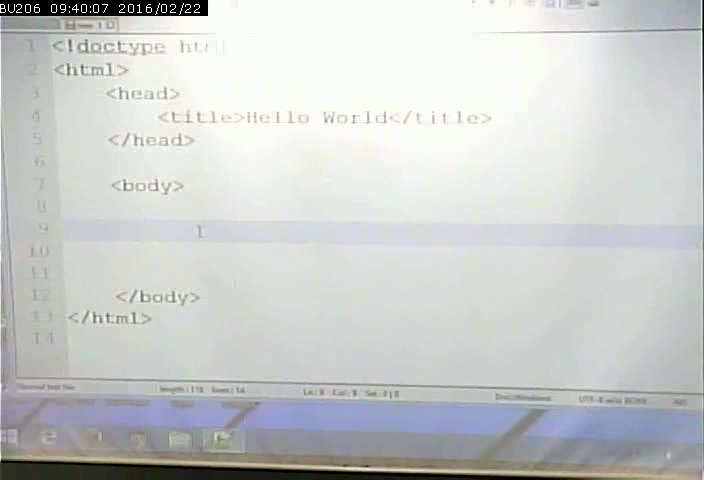 BU206 09:40:07 2016/02/22
1 <!doctype html
2 <html>
3 <head>
4 <title>Hello World</title>
5 </head>
6
7 <body>
8
9
10
11
12 </body>
13 </html>
14